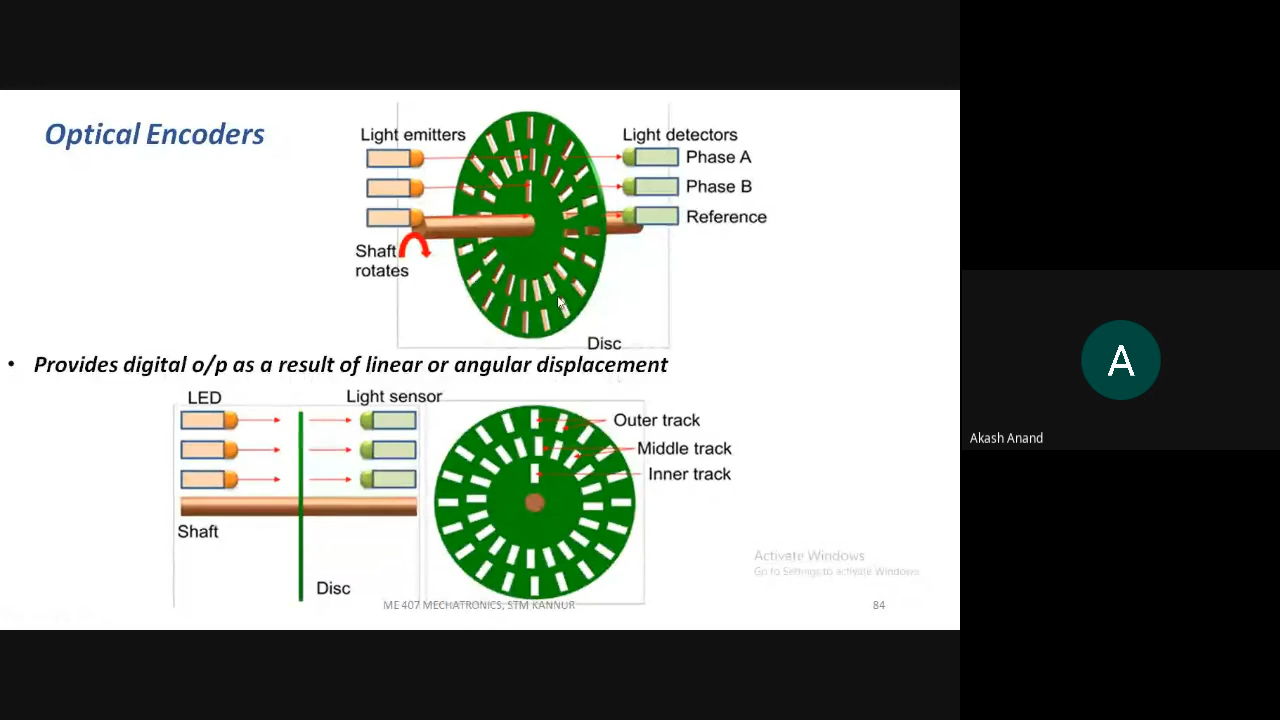 Optical Encoders
Light emitters
Light detectors
Phase A
Phase B
Reference
Shaft
rotates
Disc
• Provides digital o/p as a result of linear or angular displacement
LED
Light sensor
Outer track
Middle track
Inner track
Shaft
Disc
Activate Windows
Go to Settings to activate Windows
ME 407 MECHATRONICS, STM KANNUR
84
A
Akash Anand